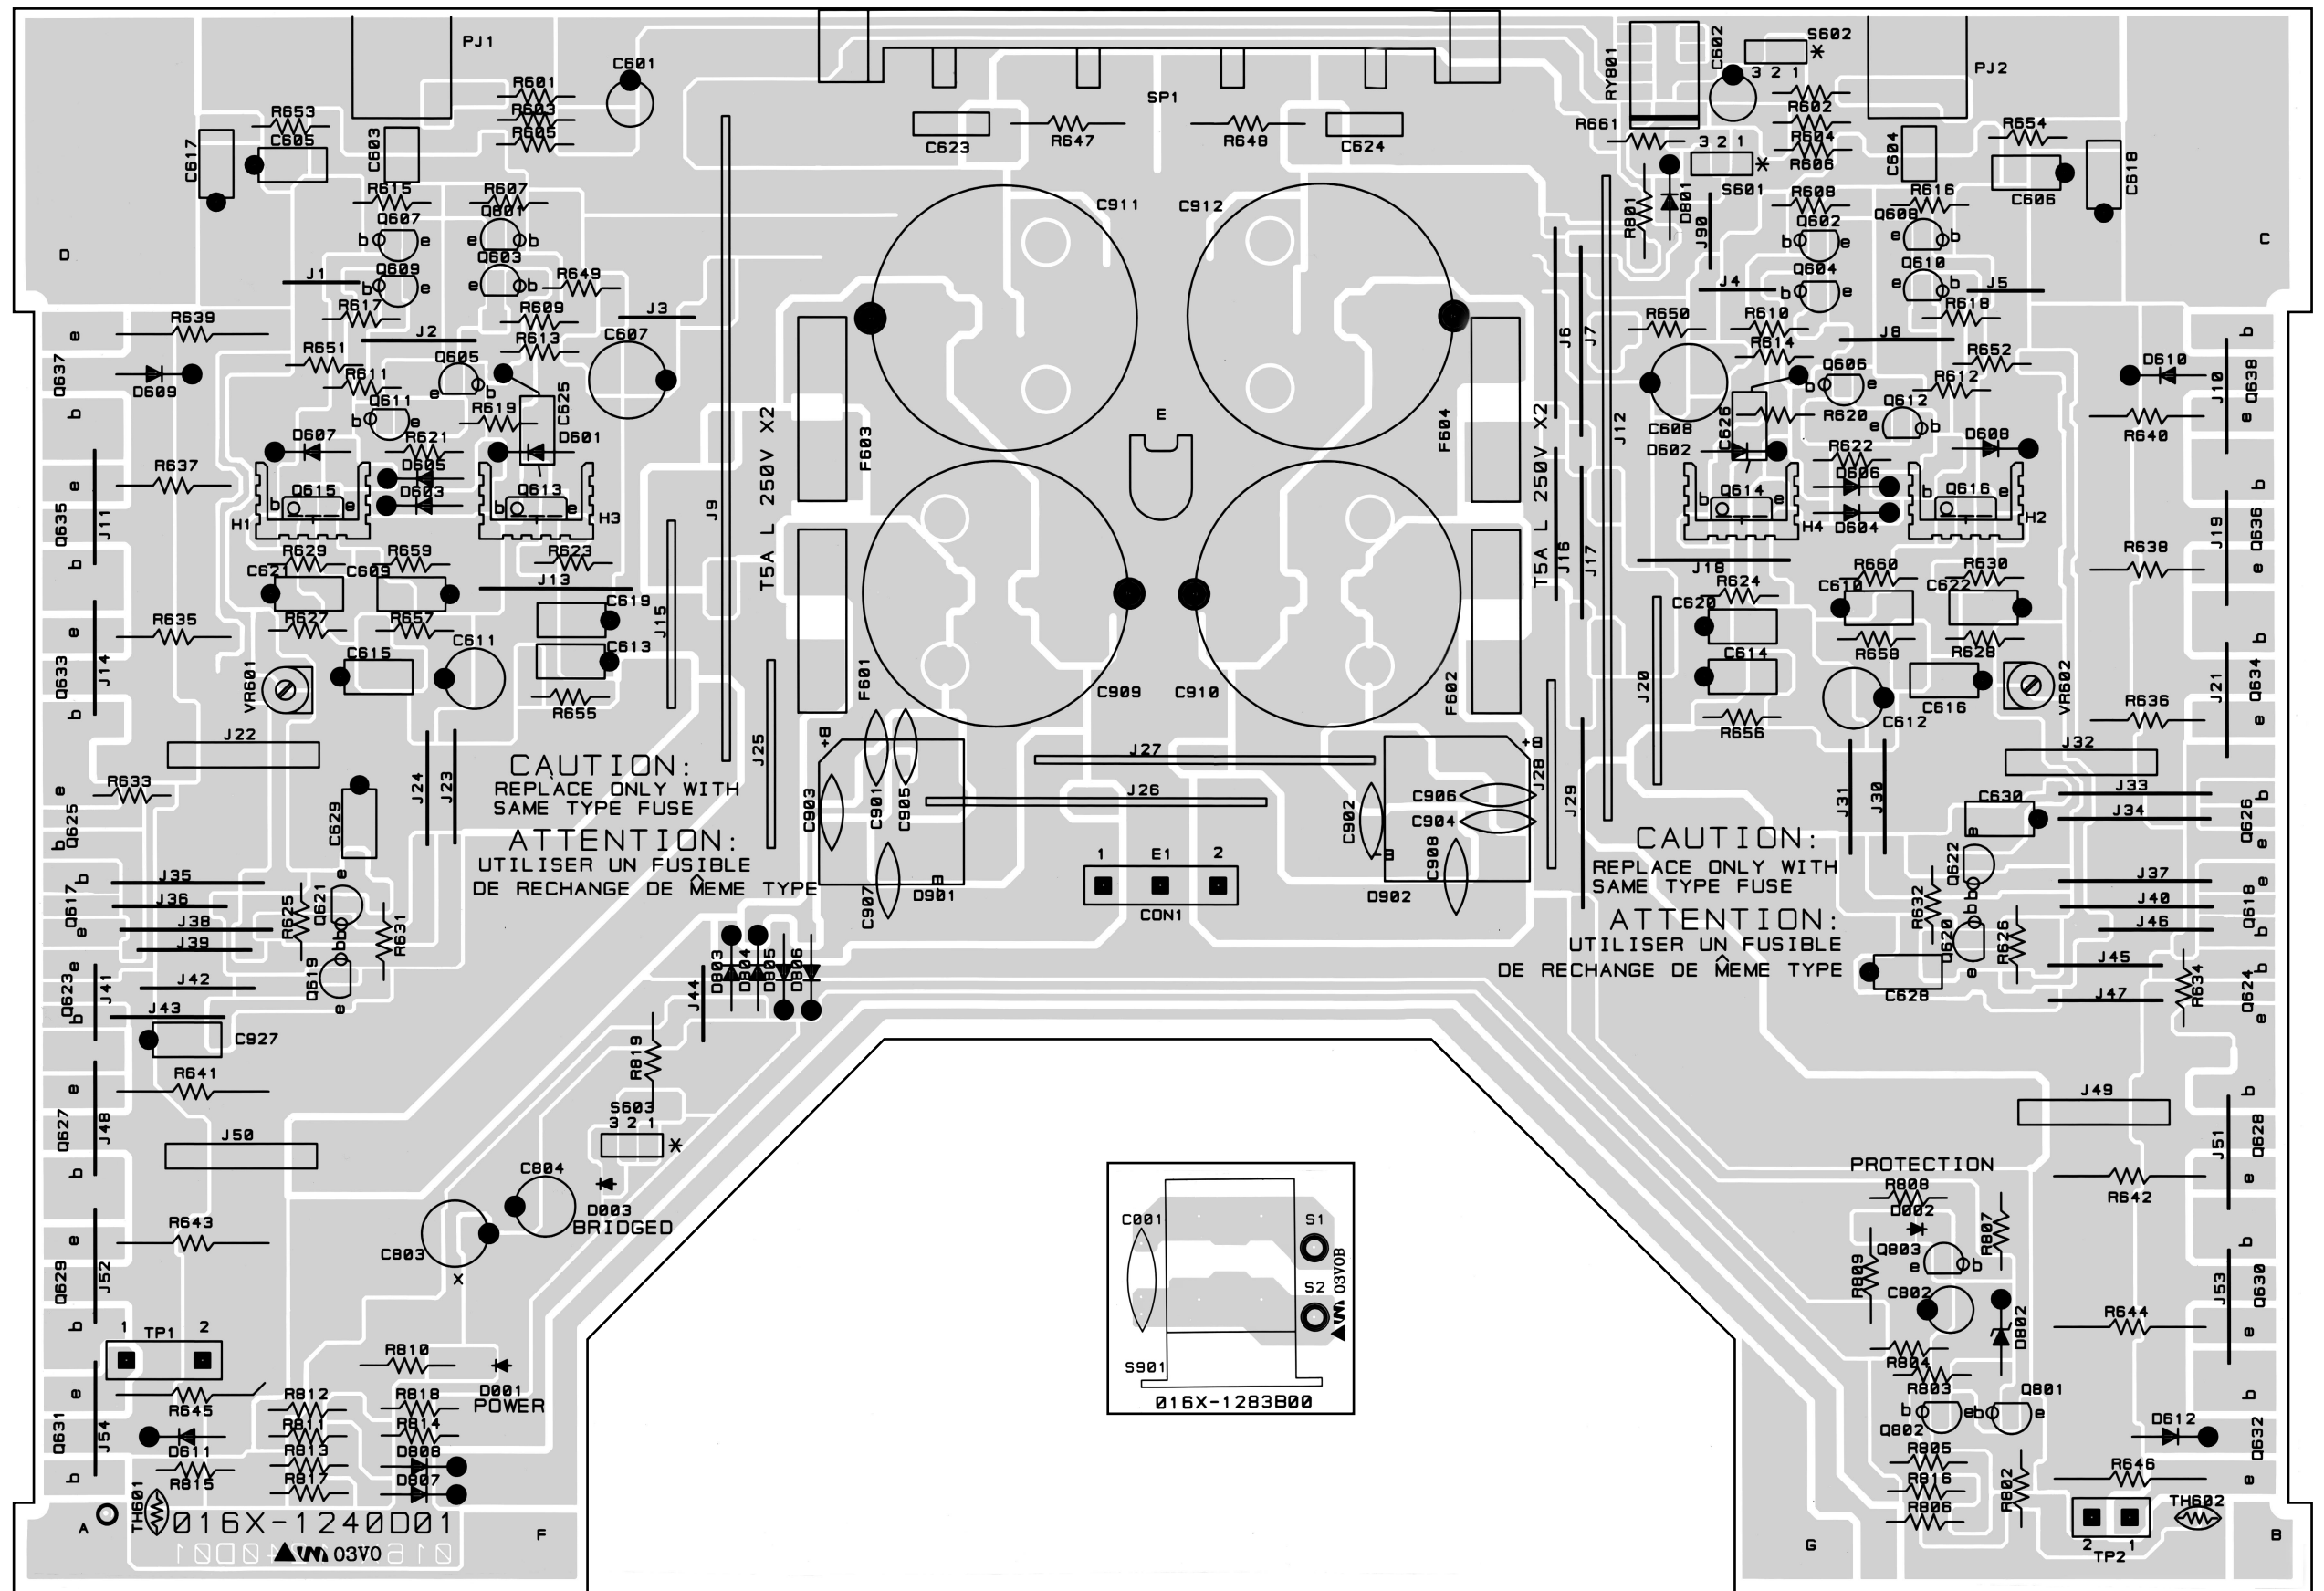 PJ1
C601
R601
R603
R605
R653
C605
C603
C617
SP1
C623
R647
R648
C624
RY801
C602
S602
3 2 1
*
R602
R604
R606
PJ2
R661
3 2 1
*
S601
R654
C604
C606
C618
R615
R607
Q607
b e
Q801
e b
C911
C912
R801
D801
J90
R608
Q602
b e
R616
Q608
e b
D
C
J1
Q609
b e
Q603
e b
R649
R617
R609
J3
R613
C607
J4
Q604
b e
Q610
e b
J5
R618
R650
R610
R614
J8
J6
J7
R639
J2
R651
Q605
e b
R611
Q611
b e
R619
C625
D601
Q637
e
b
D609
D607
R621
D605
D603
E
T5A L 250V X2
F603
F604
T5A L 250V X2
J12
C608
C626
R620
D602
Q606
b e
R652
R612
Q612
e b
R622
D606
D604
D608
D610
R640
J10
Q638
b
e
R637
Q615
b e
H1
Q613
b e
H3
J9
Q614
b e
H4
Q616
b e
H2
Q635
e
b
J11
R629
R659
R623
C621
C609
J13
C619
R627
R657
C611
C613
C615
R655
J15
J16
J17
J18
R624
C620
C614
R656
R660
R630
C610
C622
R658
R628
C612
C616
VR602
R638
J19
Q636
b
e
R635
Q633
e
b
J14
VR601
F601
F602
C909
C910
J20
R636
J21
Q634
b
e
J22
J24
J23
J25
+B
C903
C901
C905
C907
D901
J27
J26
C902
C906
C904
C908
+B
-B
D902
J28
J29
1 E1 2
CON1
J31
J30
J32
J33
J34
C630
CAUTION:
REPLACE ONLY WITH
SAME TYPE FUSE
ATTENTION:
UTILISER UN FUSIBLE
DE RECHANGE DE MÊME TYPE
CAUTION:
REPLACE ONLY WITH
SAME TYPE FUSE
ATTENTION:
UTILISER UN FUSIBLE
DE RECHANGE DE MÊME TYPE
R633
Q625
e
b
C629
J35
J36
J38
J39
J42
J43
Q617
b
e
R625
Q621
e
b
R631
Q619
b
e
Q623
e
b
J41
C927
D803
D804
D805
D806
J44
R819
R632
Q622
e
b
Q620
b
e
R626
C628
J37
J40
J46
J45
J47
R634
Q626
b
e
Q618
e
b
Q624
b
e
R641
Q627
e
b
J48
J50
S603
3 2 1
*
C804
C803
x
D003
BRIDGED
J49
J51
Q628
b
e
R642
PROTECTION
R808
D002
R807
Q803
e b
R809
C802
D802
R804
R803
Q801
b e
Q802
b e
R805
R816
R806
R802
R643
Q629
e
b
J52
1 TP1 2
R810
D001
POWER
R645
R812
R818
R811
R814
D611
R813
D808
R815
R817
D807
Q631
e
b
J54
TH601
A
016X-1240D01
03V0
F
C001
S1
S2
03V0B
S901
016X-1283B00
J53
Q630
b
e
R644
D612
Q632
b
e
R646
TH602
2 1
TP2
G
B